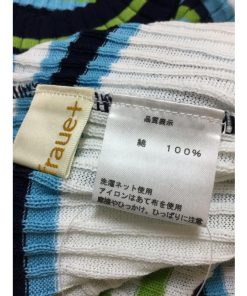 fraue+
品質表示
綿 100%
洗濯ネット使用
アイロンはあて布を使用
摩擦やひっかけ、ひっぱりに注意